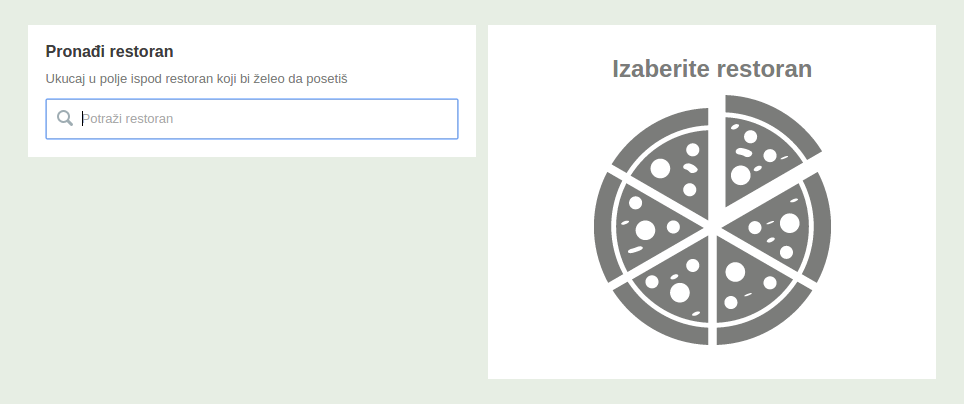 Pronađi restoran
Ukucaj u polje ispod restoran koji bi želeo da posetiš
Potraži restoran
Izaberite restoran